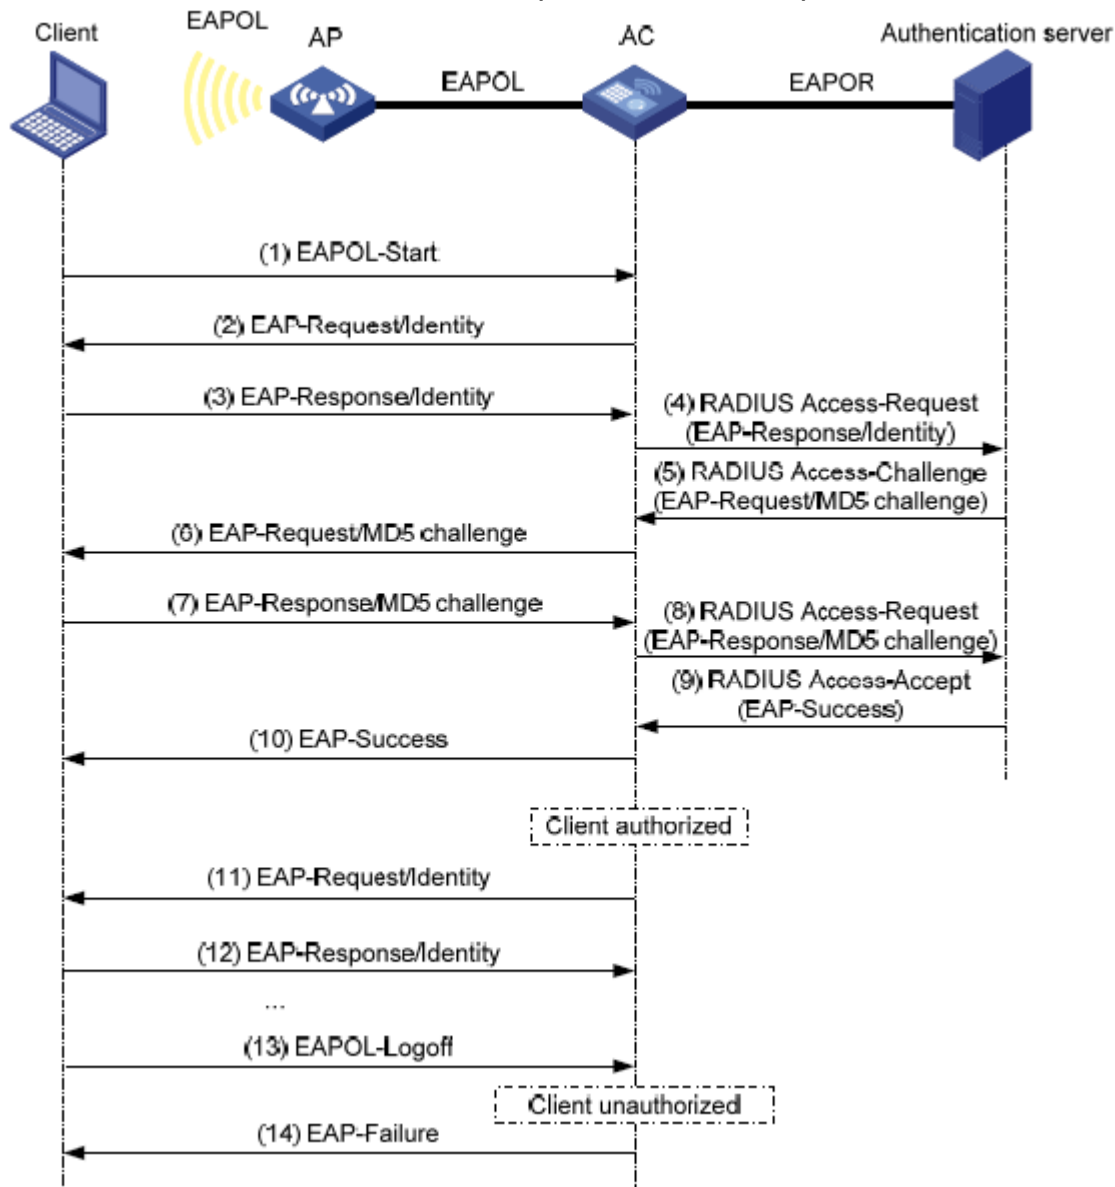 Client
EAPOL
AP
AC
Authentication server
EAPOL
EAPOR
(1) EAPOL-Start
(2) EAP-Request/Identity
(3) EAP-Response/Identity
(4) RADIUS Access-Request
(EAP-Response/Identity)
(5) RADIUS Access-Challenge
(EAP-Request/MD5 challenge)
(6) EAP-Request/MD5 challenge
(7) EAP-Response/MD5 challenge
(8) RADIUS Access-Request
(EAP-Response/MD5 challenge)
(9) RADIUS Access-Accept
(EAP-Success)
(10) EAP-Success
Client authorized
(11) EAP-Request/Identity
(12) EAP-Response/Identity
...
(13) EAPOL-Logoff
Client unauthorized
(14) EAP-Failure